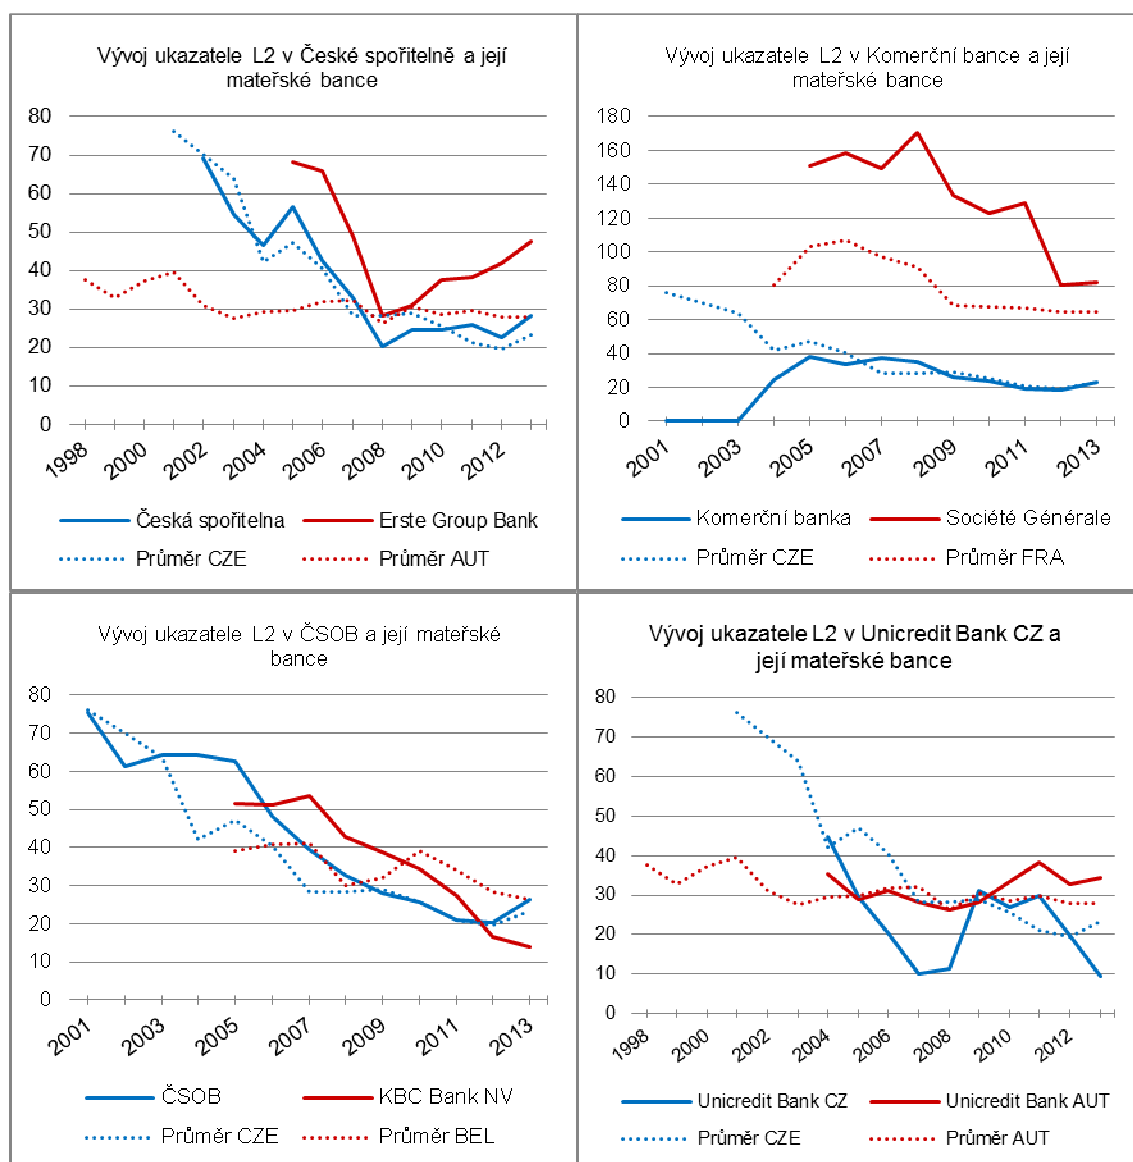 Vývoj ukazatele L2 v České spořitelně a její
mateřské bance
80
70
60
50
40
30
20
10
0
1998
2000
2002
2004
2006
2008
2010
2012
Česká spořitelna
Erste Group Bank
Průměr CZE
Průměr AUT
Vývoj ukazatele L2 v Komerční bance a její
mateřské bance
180
160
140
120
100
80
60
40
20
0
2001
2003
2005
2007
2009
2011
2013
Komerční banka
Société Générale
Průměr CZE
Průměr FRA
Vývoj ukazatele L2 v ČSOB a její mateřské
bance
80
70
60
50
40
30
20
10
0
2001
2003
2005
2007
2009
2011
2013
ČSOB
KBC Bank NV
Průměr CZE
Průměr BEL
Vývoj ukazatele L2 v Unicredit Bank CZ a
její mateřské bance
80
70
60
50
40
30
20
10
0
1998
2000
2002
2004
2006
2008
2010
2012
Unicredit Bank CZ
Unicredit Bank AUT
Průměr CZE
Průměr AUT